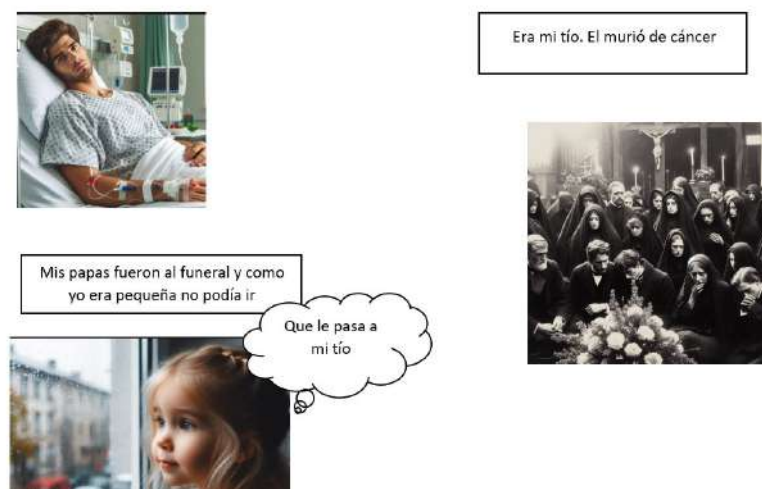 Era mi tío. El murió de cáncer
Mis papas fueron al funeral y como
yo era pequeña no podía ir
Que le pasa a
mi tío